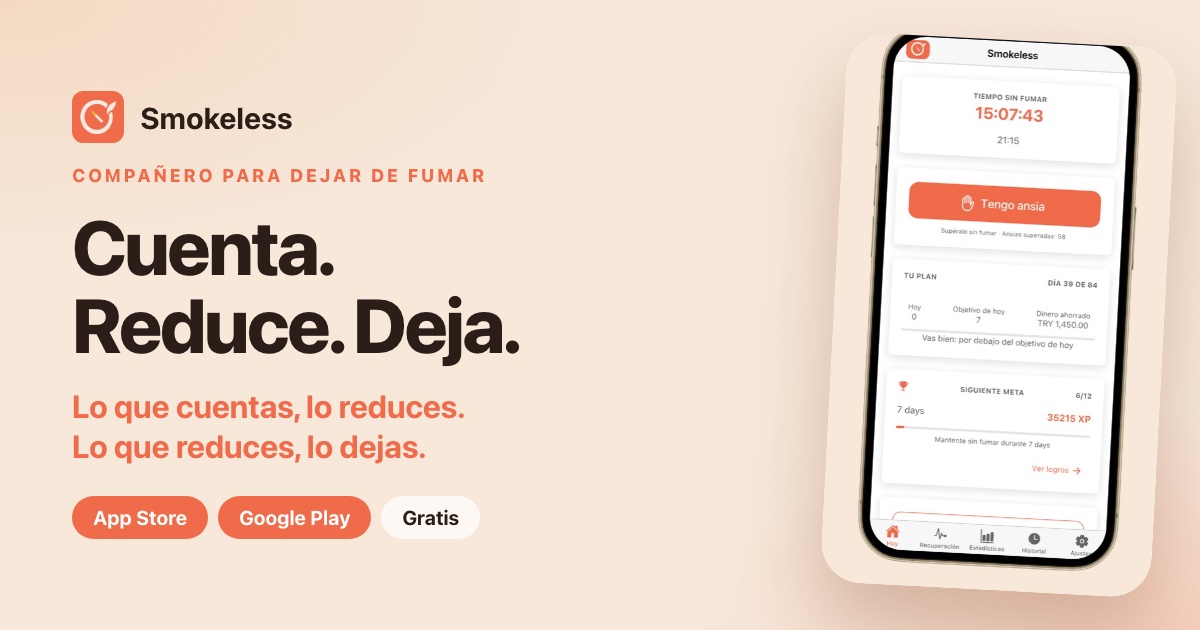 Smokeless
COMPAÑERO PARA DEJAR DE FUMAR
Cuenta.
Reduce. Deja.
Lo que cuentas, lo reduces.
Lo que reduces, lo dejas.
App Store
Google Play
Gratis
Smokeless
TIEMPO SIN FUMAR
15:07:43
21:15
Tengo ansia
Supéralo sin fumar · Ansias superadas: 58
TU PLAN
DÍA 39 DE 84
Hoy
0
Objetivo de hoy
7
Dinero ahorrado
TRY 1,450.00
Vas bien: por debajo del objetivo de hoy
SIGUIENTE META
6/12
7 days
35215 XP
Mantente sin fumar durante 7 days
Ver logros →
Hoy
Recuperación
Estadísticas
Historial
Ajustes